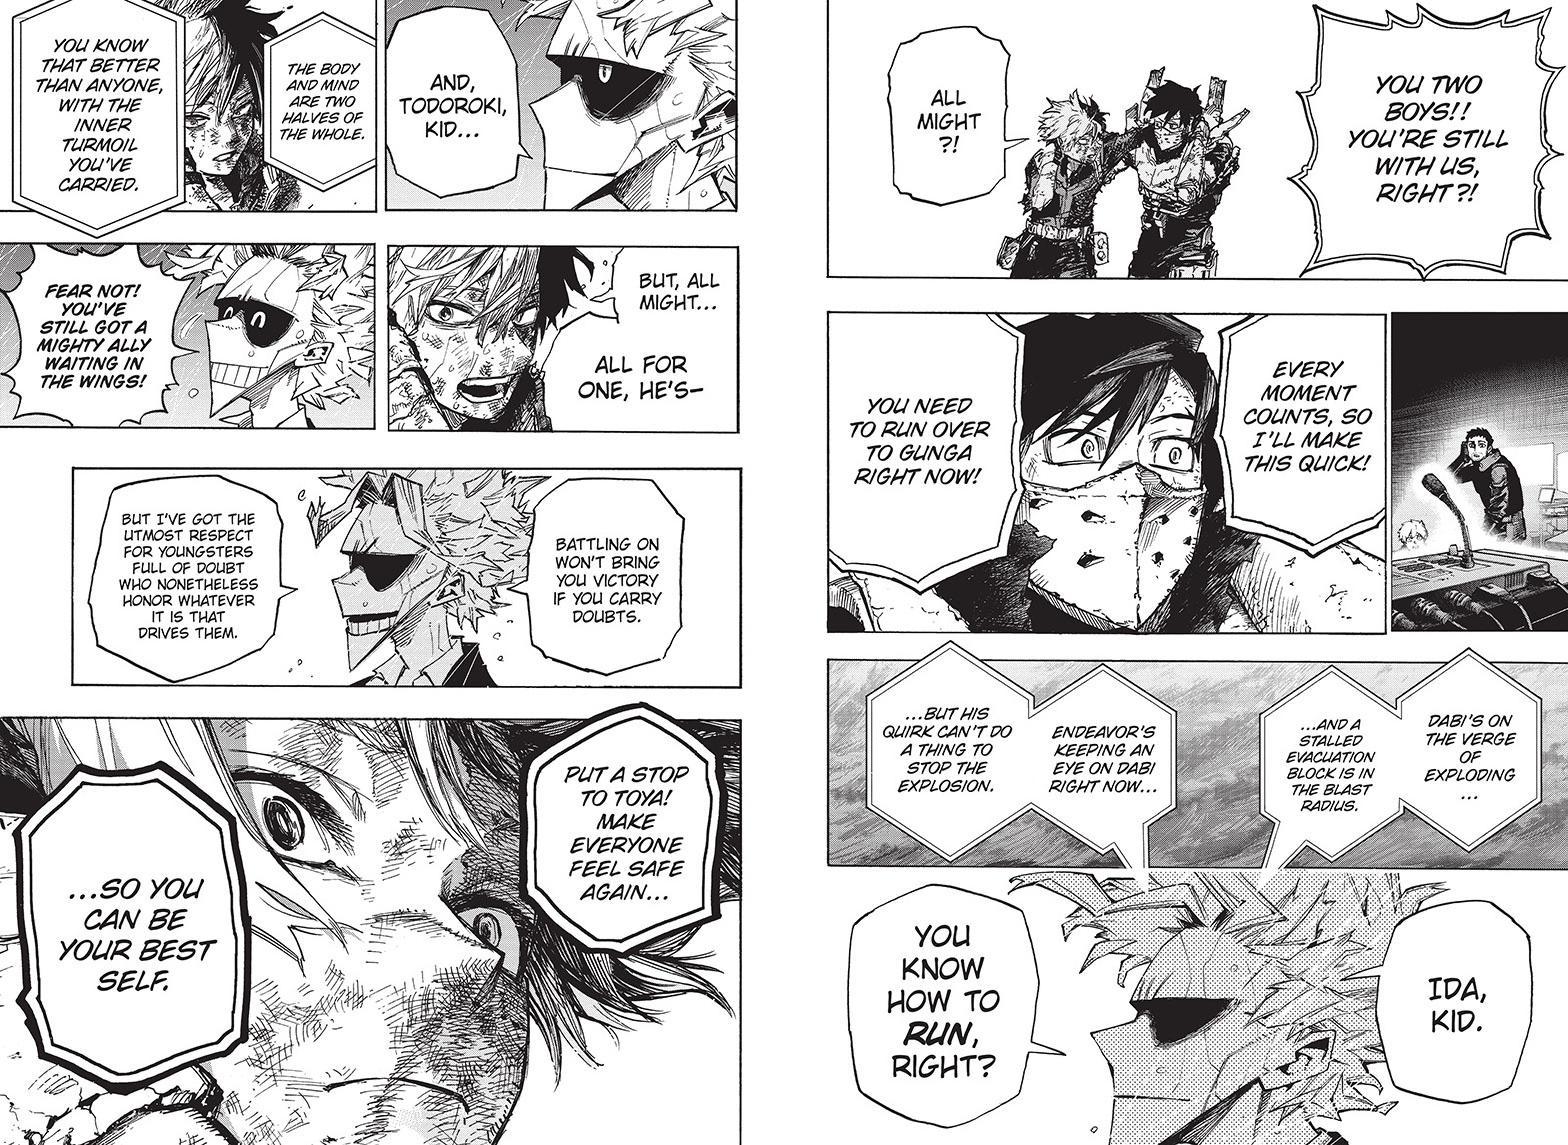 YOU TWO
BOYS!!
YOU'RE STILL
WITH US,
RIGHT?!
ALL
MIGHT
?!
EVERY
MOMENT
COUNTS, SO
I'LL MAKE
THIS QUICK!
YOU NEED
TO RUN OVER
TO GUNGA
RIGHT NOW!
DABI'S ON
THE VERGE
OF
EXPLODING
...
...AND A
STALLED
EVACUATION
BLOCK IS IN
THE BLAST
RADIUS.
ENDEAVOR'S
KEEPING AN
EYE ON DABI
RIGHT NOW...
...BUT HIS
QUIRK CAN'T DO
A THING TO
STOP THE
EXPLOSION.
IDA,
KID.
YOU
KNOW
HOW TO
RUN,
RIGHT?
AND,
TODOROKI,
KID...
THE BODY
AND MIND
ARE TWO
HALVES OF
THE WHOLE.
YOU KNOW
THAT BETTER
THAN ANYONE,
WITH THE
INNER
TURMOIL
YOU'VE
CARRIED.
BUT, ALL
MIGHT...
ALL FOR
ONE, HE'S–
FEAR NOT!
YOU'VE
STILL GOT A
MIGHTY ALLY
WAITING IN
THE WINGS!
BATTLING ON
WON'T BRING
YOU VICTORY
IF YOU CARRY
DOUBTS.
BUT I'VE GOT THE
UTMOST RESPECT
FOR YOUNGSTERS
FULL OF DOUBT
WHO NONETHELESS
HONOR WHATEVER
IT IS THAT
DRIVES THEM.
PUT A STOP
TO TOYA!
MAKE
EVERYONE
FEEL SAFE
AGAIN...
...SO YOU
CAN BE
YOUR BEST
SELF.